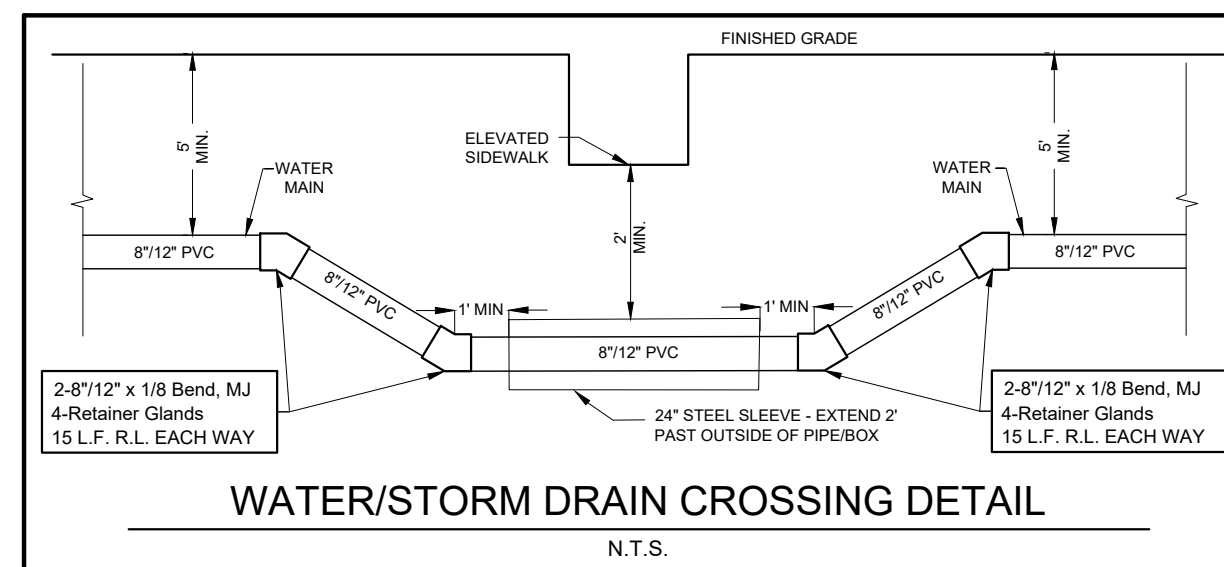 FINISHED GRADE
5'
MIN.
ELEVATED
SIDEWALK
5'
MIN.
WATER
MAIN
WATER
MAIN
2'
MIN.
8"/12" PVC
8"/12" PVC
8"/12" PVC
8"/12" PVC
1' MIN
1' MIN
8"/12" PVC
2-8"/12" x 1/8 Bend, MJ
4-Retainer Glands
15 L.F. R.L. EACH WAY
24" STEEL SLEEVE - EXTEND 2'
PAST OUTSIDE OF PIPE/BOX
2-8"/12" x 1/8 Bend, MJ
4-Retainer Glands
15 L.F. R.L. EACH WAY
WATER/STORM DRAIN CROSSING DETAIL
N.T.S.